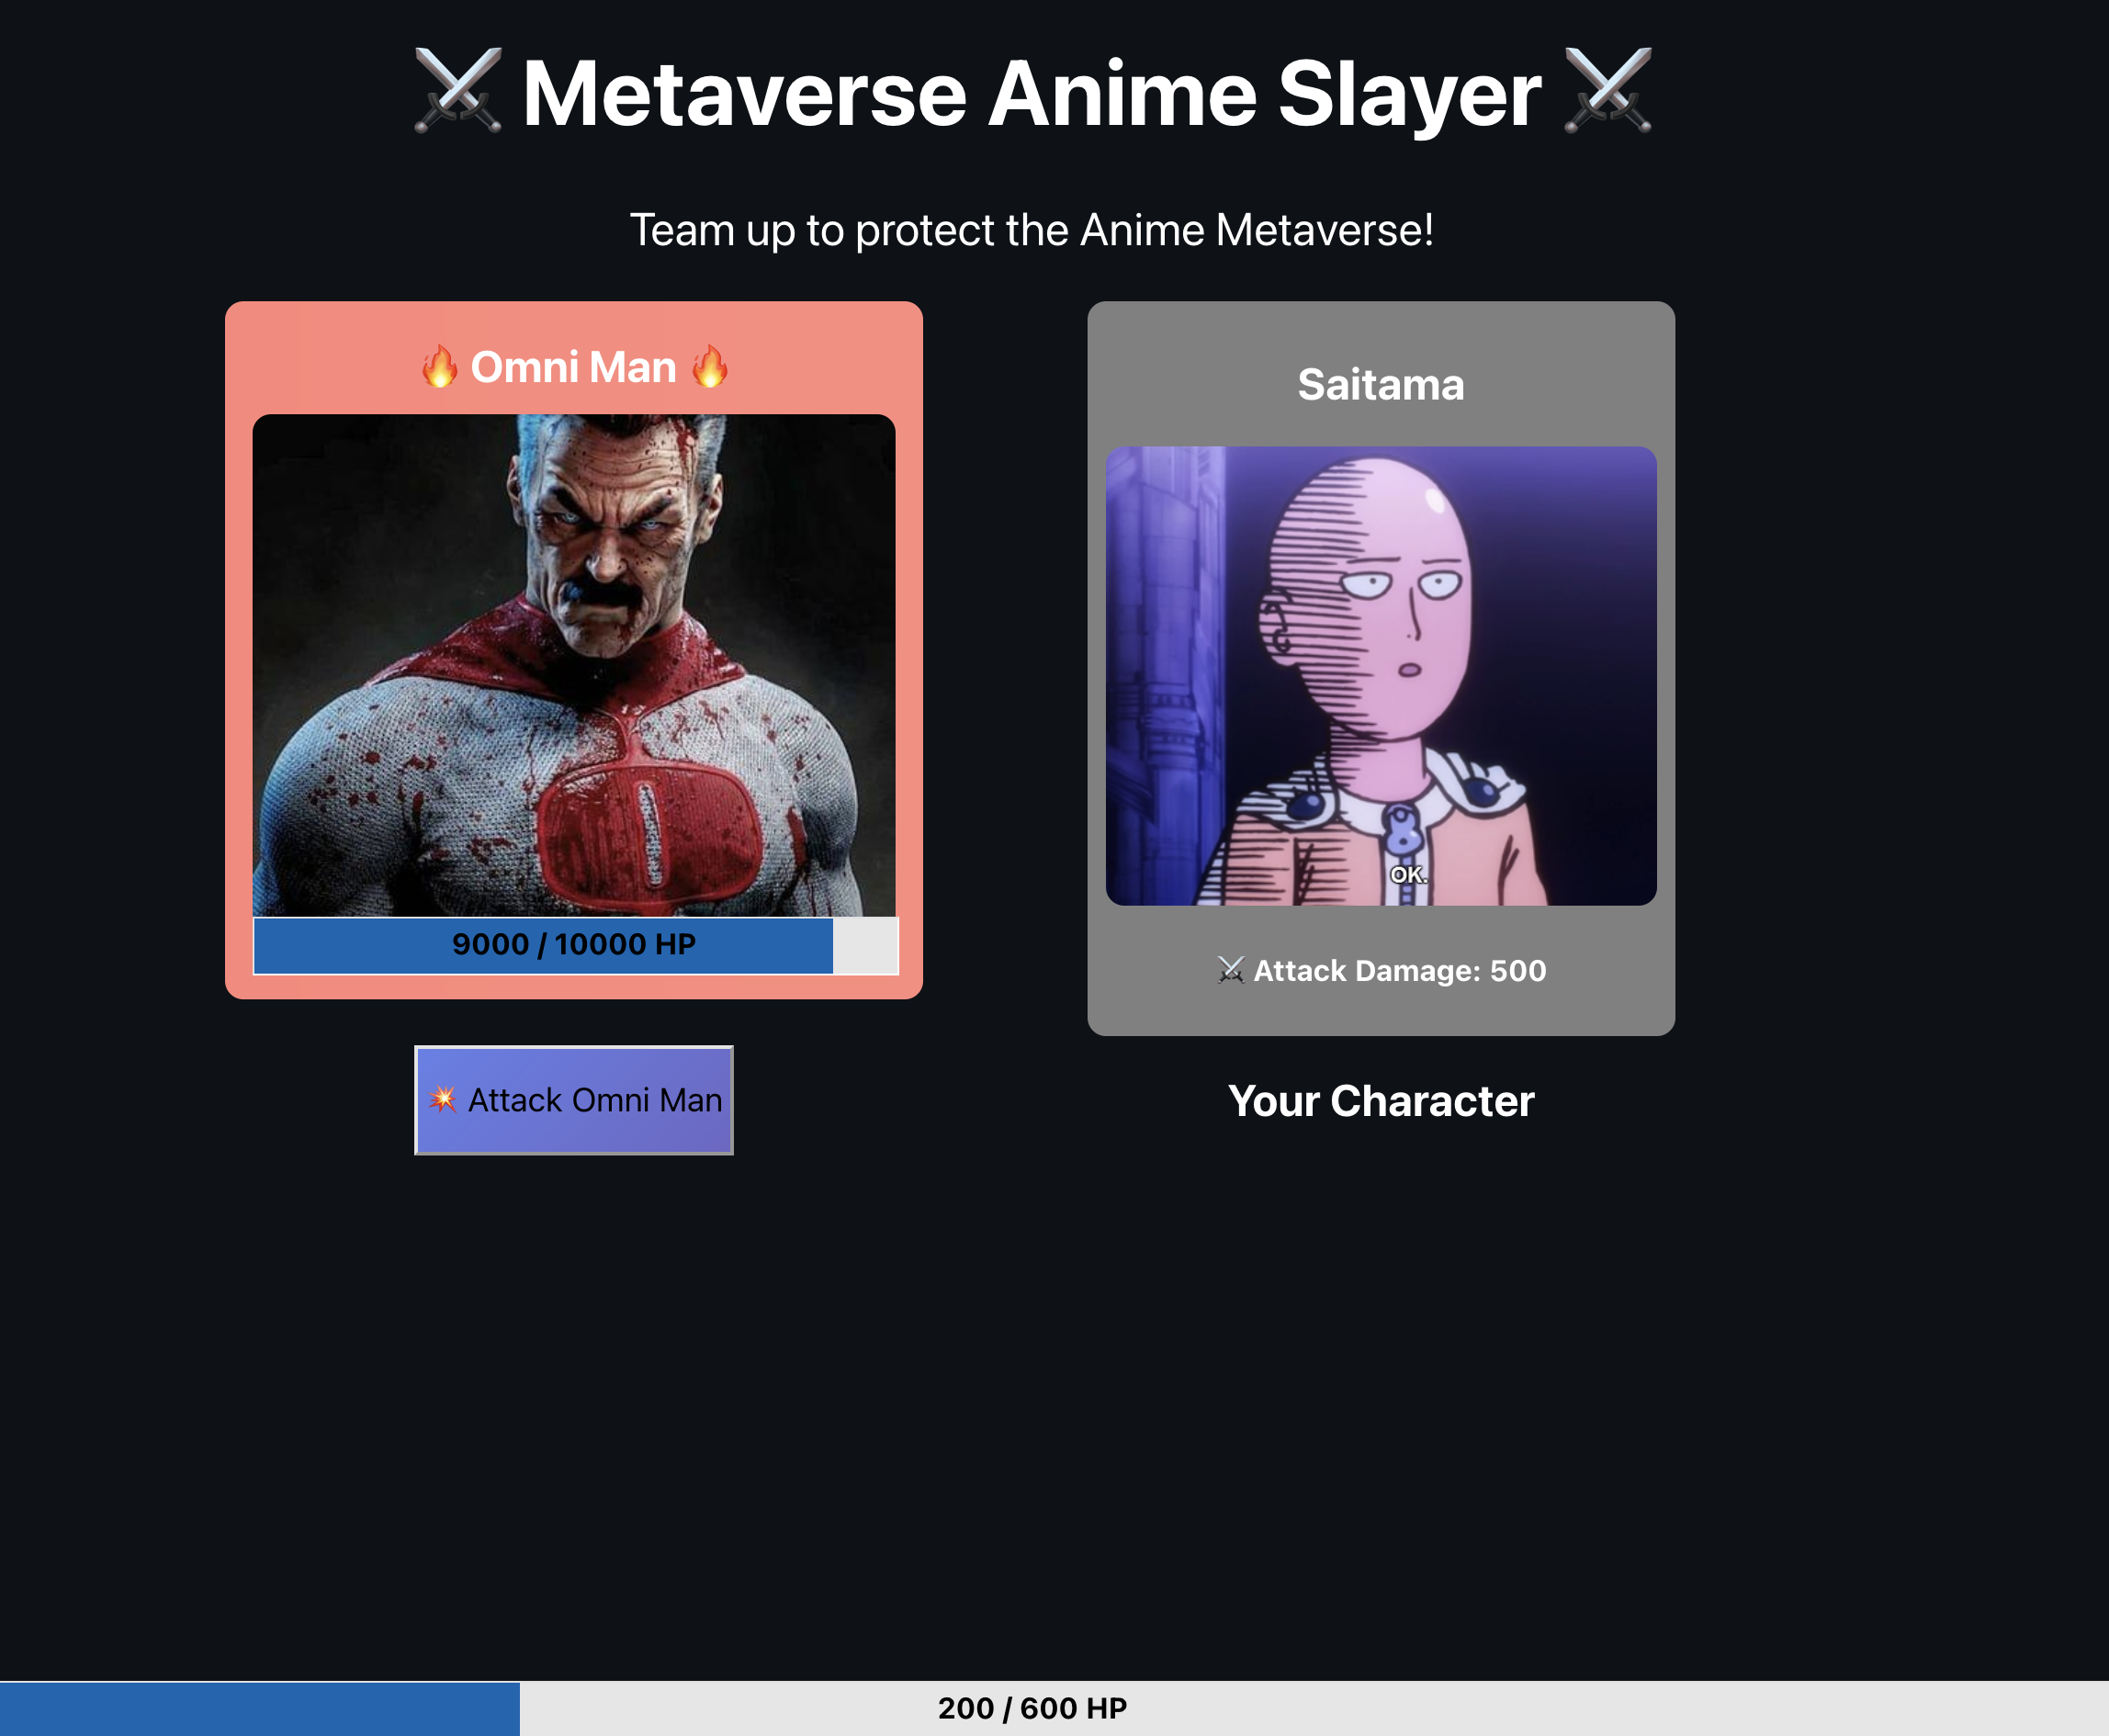 ⚔️ Metaverse Anime Slayer ⚔️
Team up to protect the Anime Metaverse!
🔥 Omni Man 🔥
9000 / 10000 HP
💥 Attack Omni Man
Saitama
OK.
⚔️ Attack Damage: 500
Your Character
200 / 600 HP